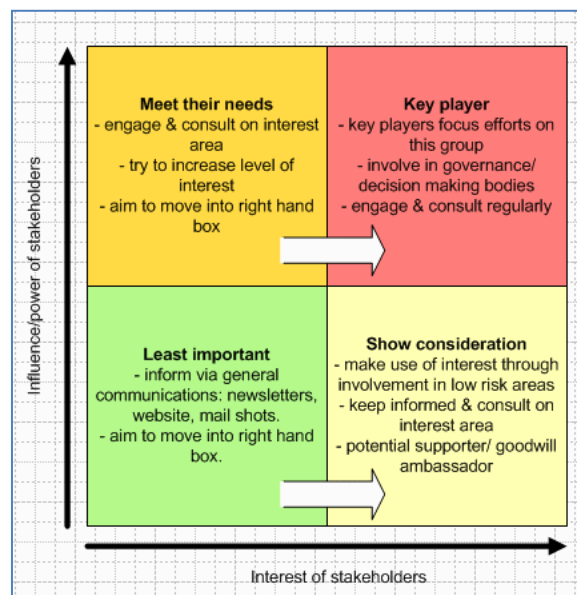 Influence/power of stakeholders
Meet their needs
- engage & consult on interest
area
- try to increase level of
interest
- aim to move into right hand
box
Key player
- key players focus efforts on
this group
- involve in governance/
decision making bodies
- engage & consult regularly
Least important
- inform via general
communications: newsletters,
website, mail shots.
- aim to move into right hand
box.
Show consideration
- make use of interest through
involvement in low risk areas
- keep informed & consult on
interest area
- potential supporter/ goodwill
ambassador
Interest of stakeholders